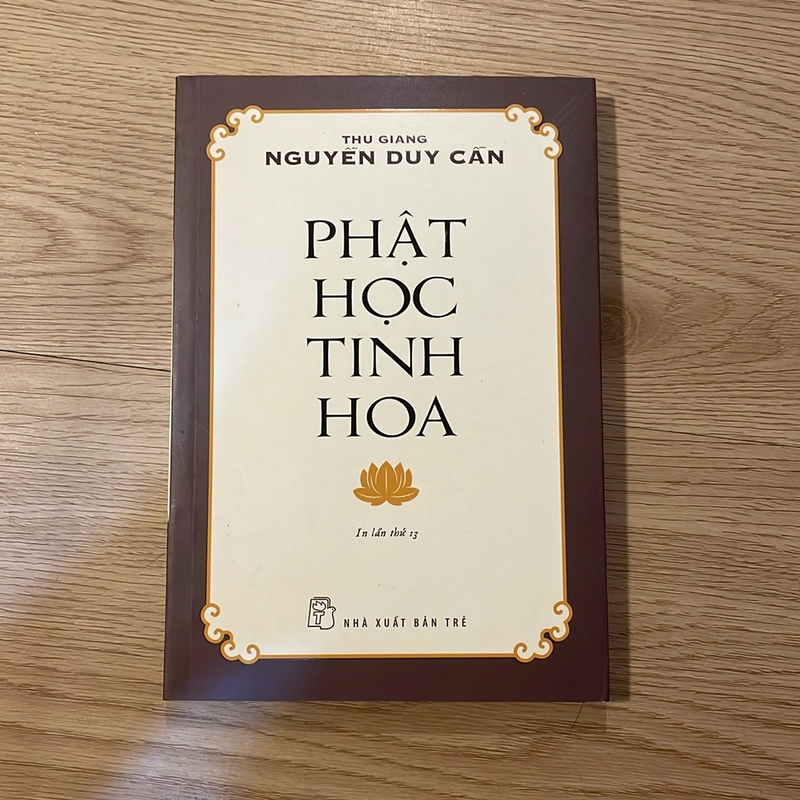 THU GIANG
NGUYỄN DUY CẦN
PHẬT
HỌC
TINH
HOA
In lần thứ 13
T
NHÀ XUẤT BẢN TRẺ